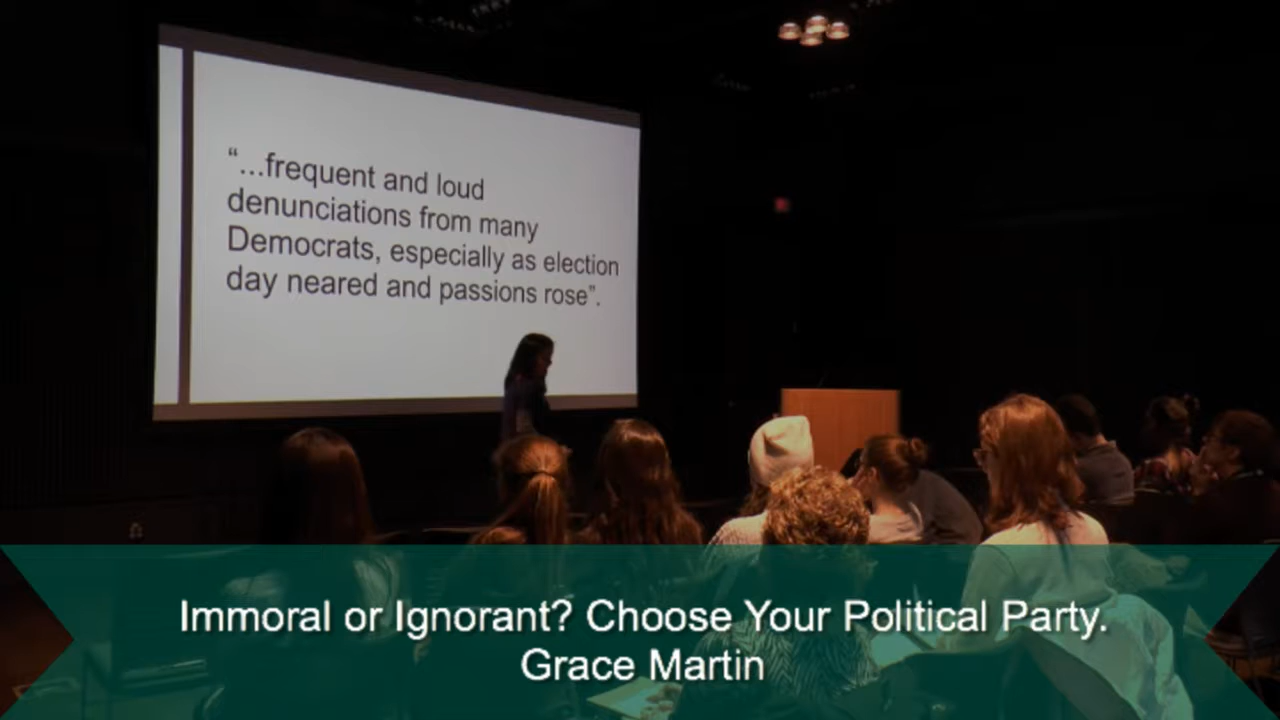 “...frequent and loud
denunciations from many
Democrats, especially as election
day neared and passions rose”.
Immoral or Ignorant? Choose Your Political Party.
Grace Martin